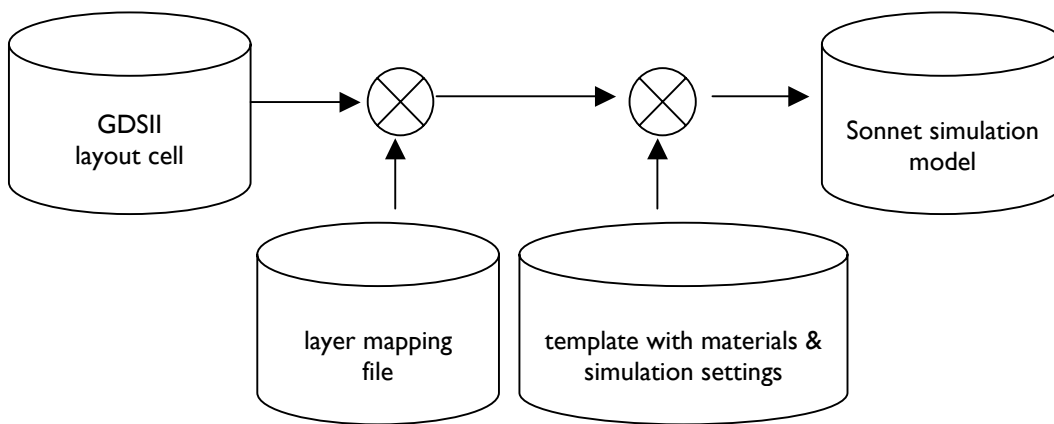 GDSII
layout cell
Sonnet simulation
model
layer mapping
file
template with materials &
simulation settings